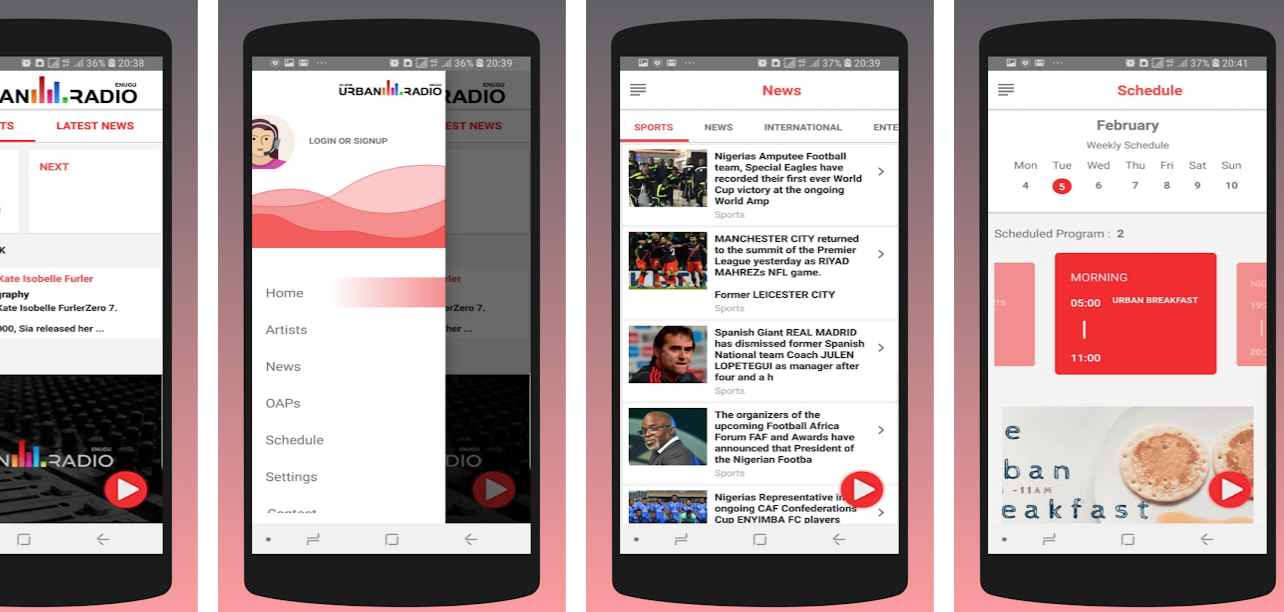 36% 20:38
ENUGU
AN RADIO
TS LATEST NEWS
NEXT
K
Kate Isobelle Furler
graphy
Kate Isobelle FurlerZero 7.
000, Sia released her ...
ENUGU
N RADIO
36% 20:39
URBAN RADIO
ENUGU
RADIO
EST NEWS
LOGIN OR SIGNUP
Home
Artists
News
OAPs
Schedule
Settings
Contact
rler
erZero 7.
her ...
ENUGU
DIO
37% 20:39
News
SPORTS NEWS INTERNATIONAL ENTE
Nigerias Amputee Football
team, Special Eagles have
recorded their first ever World
Cup victory at the ongoing
World Amp
Sports
MANCHESTER CITY returned
to the summit of the Premier
League yesterday as RIYAD
MAHREZs NFL game.
Former LEICESTER CITY
Sports
Spanish Giant REAL MADRID
has dismissed former Spanish
National team Coach JULEN
LOPETEGUI as manager after
four and a h
Sports
The organizers of the
upcoming Football Africa
Forum FAF and Awards have
announced that President of
the Nigerian Footba
Sports
Nigerias Representative in
ongoing CAF Confederations
Cup ENYIMBA FC players
37% 20:41
Schedule
February
Weekly Schedule
Mon Tue Wed Thu Fri Sat Sun
4 5 6 7 8 9 10
Scheduled Program : 2
TS
MORNING
05:00 URBAN BREAKFAST
11:00
NIG
19:
20:
e
ban
-11AM
eakfast